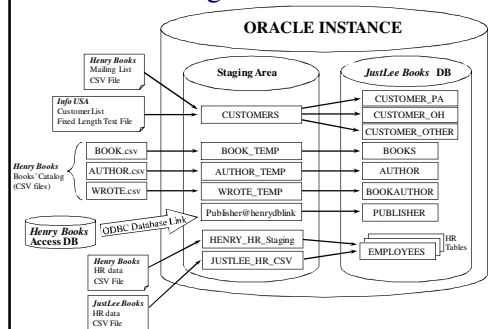 ORACLE INSTANCE
Henry Books
Mailing List
CSV File
Info USA
Customer List
Fixed Length Text File
Staging Area
JustLee Books DB
CUSTOMERS
CUSTOMER_PA
CUSTOMER_OH
CUSTOMER_OTHER
Henry Books
Books' Catalog
(CSV files)
BOOK.csv
BOOK_TEMP
BOOKS
AUTHOR.csv
AUTHOR_TEMP
AUTHOR
WROTE.csv
WROTE_TEMP
BOOKAUTHOR
Henry Books
Access DB
ODBC Database Link
Publisher@henrydblink
PUBLISHER
HENRY_HR_Staging
JUSTLEE_HR_CSV
EMPLOYEES
HR
Tables
Henry Books
HR data
CSV File
JustLee Books
HR data
CSV File